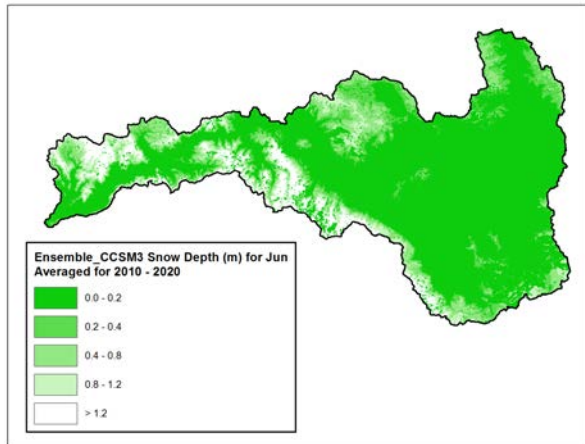 Ensemble_CCSM3 Snow Depth (m) for Jun
Averaged for 2010 - 2020
0.0 - 0.2
0.2 - 0.4
0.4 - 0.8
0.8 - 1.2
> 1.2